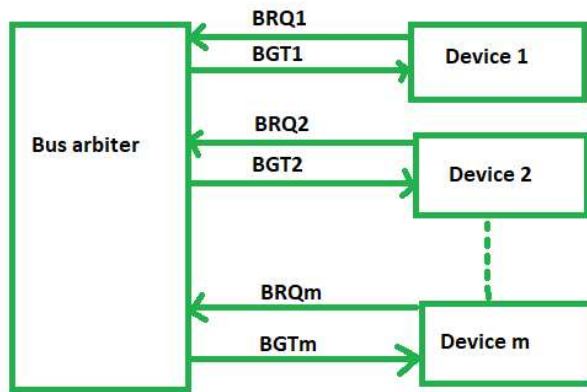 BRQ1
BGT1
Device 1
BRQ2
Bus arbiter
BGT2
Device 2
BRQm
BGTm
Device m